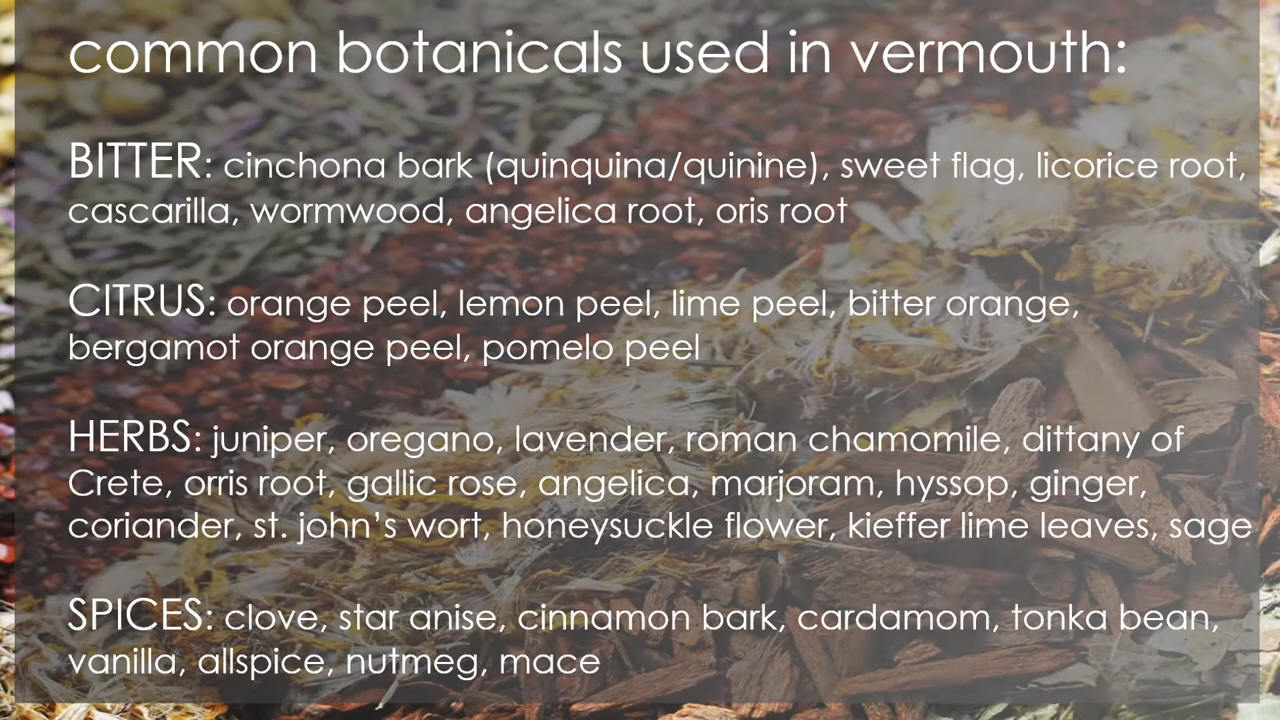 common botanicals used in vermouth:
BITTER: cinchona bark (quinquina/quinine), sweet flag, licorice root,
cascarilla, wormwood, angelica root, oris root
CITRUS: orange peel, lemon peel, lime peel, bitter orange,
bergamot orange peel, pomelo peel
HERBS: juniper, oregano, lavender, roman chamomile, dittany of
Crete, orris root, gallic rose, angelica, marjoram, hyssop, ginger,
coriander, st. john’s wort, honeysuckle flower, kieffer lime leaves, sage
SPICES: clove, star anise, cinnamon bark, cardamom, tonka bean,
vanilla, allspice, nutmeg, mace